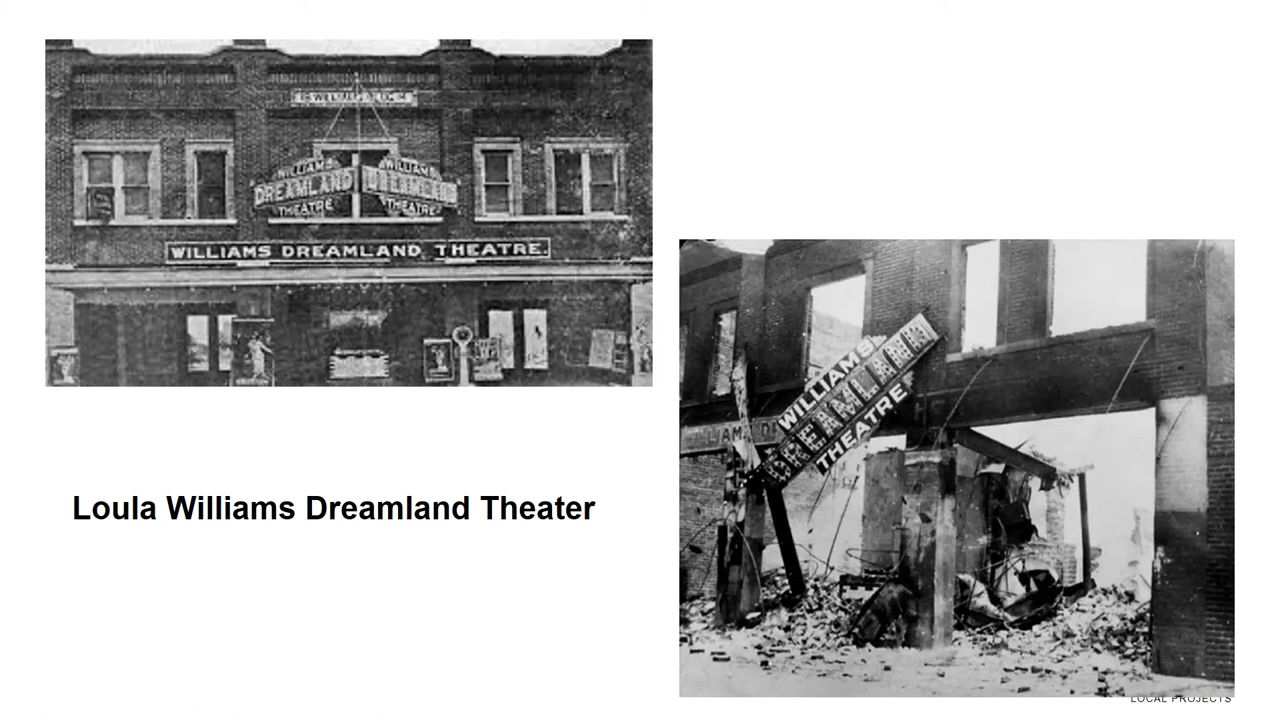 WILLIAMS
DREAMLAND
THEATRE
WILLIAMS
DREAMLAND
THEATRE
WILLIAMS DREAMLAND THEATRE.
WILLIAMS
DREAMLAND
THEATRE
Loula Williams Dreamland Theater
LOCAL PROJECTS